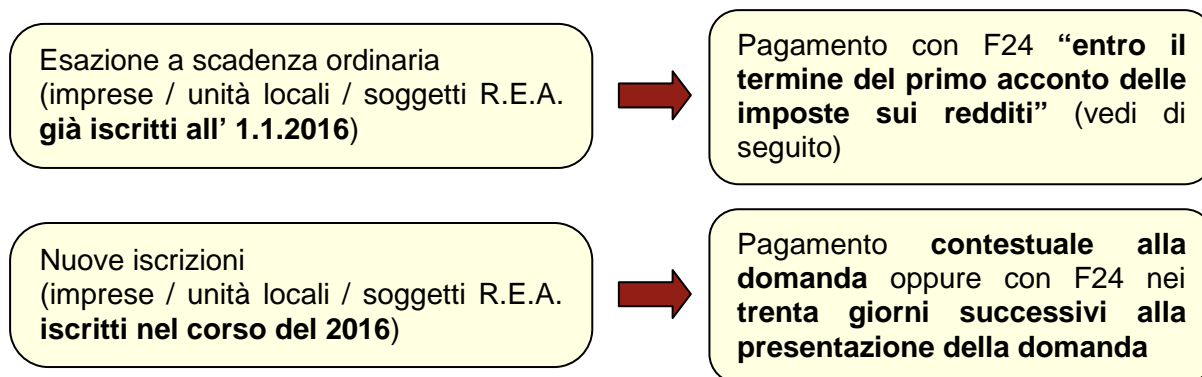 Esazione a scadenza ordinaria
(imprese / unità locali / soggetti R.E.A.
già iscritti all’ 1.1.2016)
Pagamento con F24 “entro il
termine del primo acconto delle
imposte sui redditi” (vedi di
seguito)
Nuove iscrizioni
(imprese / unità locali / soggetti R.E.A.
iscritti nel corso del 2016)
Pagamento contestuale alla
domanda oppure con F24 nei
trenta giorni successivi alla
presentazione della domanda